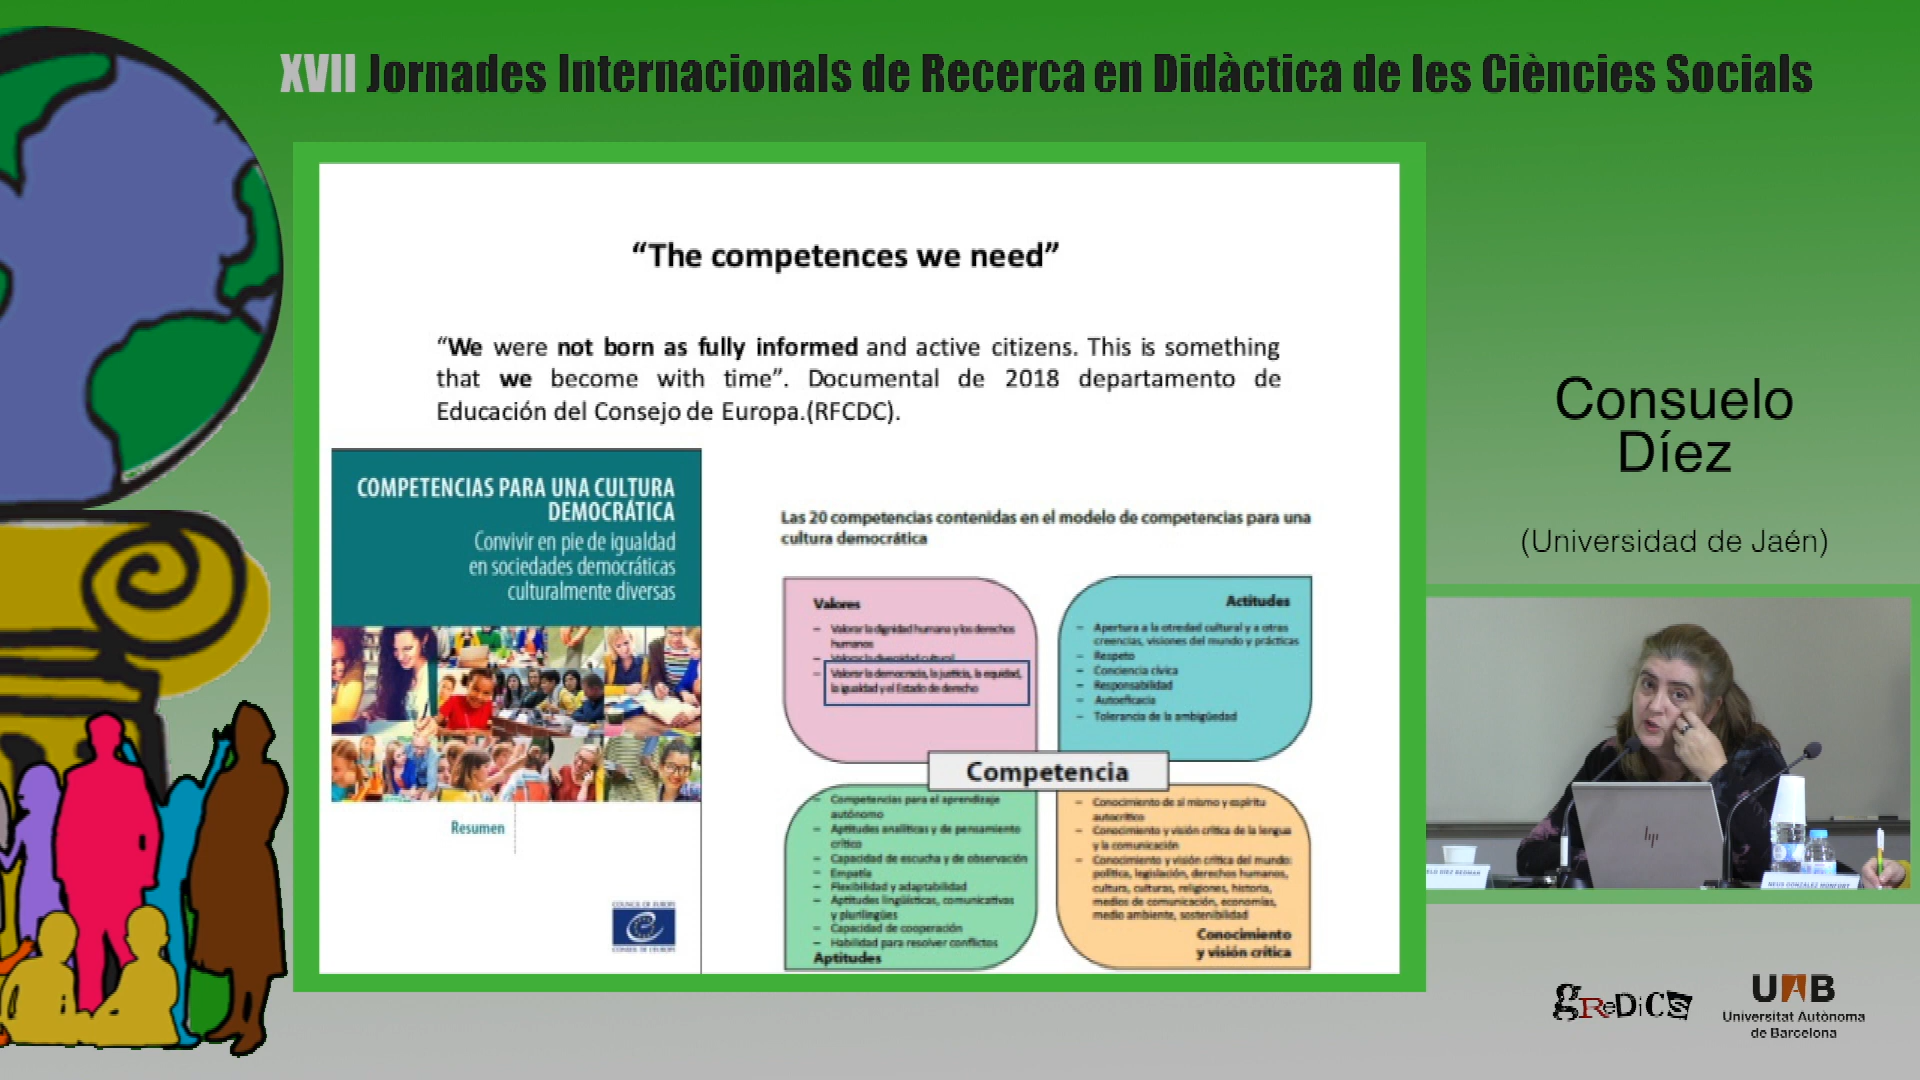 XVII Jornades Internacionals de Recerca en Didàctica de les Ciències Socials
“The competences we need”
“We were not born as fully informed and active citizens. This is something
that we become with time”. Documental de 2018 departamento de
Educación del Consejo de Europa.(RFCDC).
COMPETENCIAS PARA UNA CULTURA
DEMOCRÁTICA
Convivir en pie de igualdad
en sociedades democráticas
culturalmente diversas
Resumen
COUNCIL OF EUROPE
CONSEIL DE L'EUROPE
Las 20 competencias contenidas en el modelo de competencias para una
cultura democrática
Valores
– Valorar la dignidad humana y los derechos
humanos
– Valorar la diversidad cultural
– Valorar la democracia, la justicia, la equidad,
la igualdad y el Estado de derecho
Actitudes
– Apertura a la otredad cultural y a otras
creencias, visiones del mundo y prácticas
– Respeto
– Conciencia cívica
– Responsabilidad
– Autoeficacia
– Tolerancia de la ambigüedad
Competencia
– Competencias para el aprendizaje
autónomo
– Aptitudes analíticas y de pensamiento
crítico
– Capacidad de escucha y de observación
– Empatía
– Flexibilidad y adaptabilidad
– Aptitudes lingüísticas, comunicativas
y plurilingües
– Capacidad de cooperación
– Habilidad para resolver conflictos
Aptitudes
– Conocimiento de sí mismo y espíritu
autocrítico
– Conocimiento y visión crítica de la lengua
y la comunicación
– Conocimiento y visión crítica del mundo:
política, legislación, derechos humanos,
cultura, culturas, religiones, historia,
medios de comunicación, economías,
medio ambiente, sostenibilidad
Conocimiento
y visión crítica
Consuelo
Díez
(Universidad de Jaén)
hp
NEUS GONZÁLEZ MONFORT
gReDiCs
UAB
Universitat Autònoma
de Barcelona